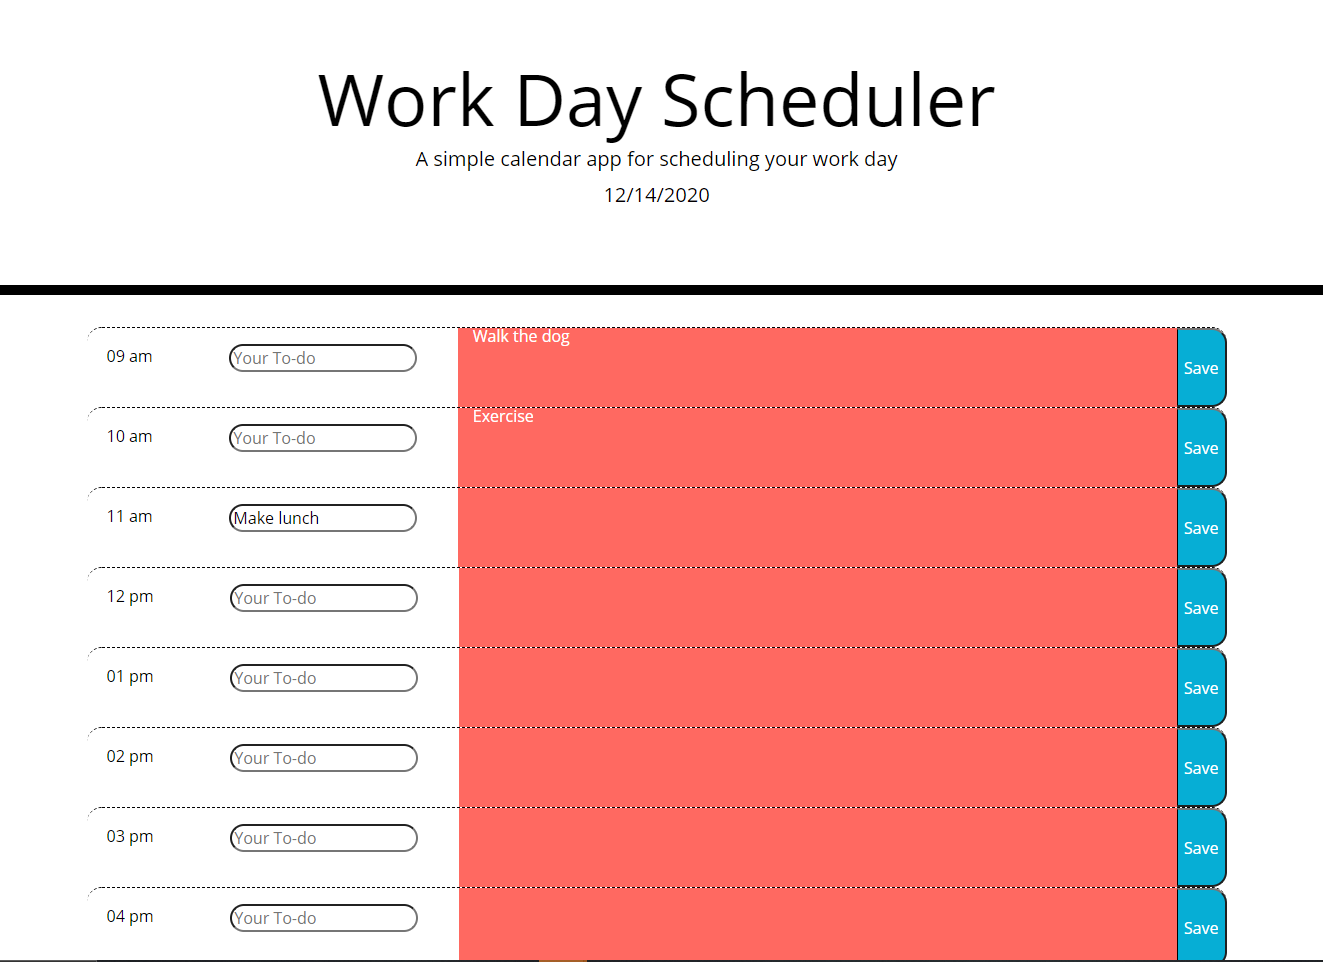 Work Day Scheduler
A simple calendar app for scheduling your work day
12/14/2020
09 am Your To-do Walk the dog Save
10 am Your To-do Exercise Save
11 am Make lunch Save
12 pm Your To-do Save
01 pm Your To-do Save
02 pm Your To-do Save
03 pm Your To-do Save
04 pm Your To-do Save